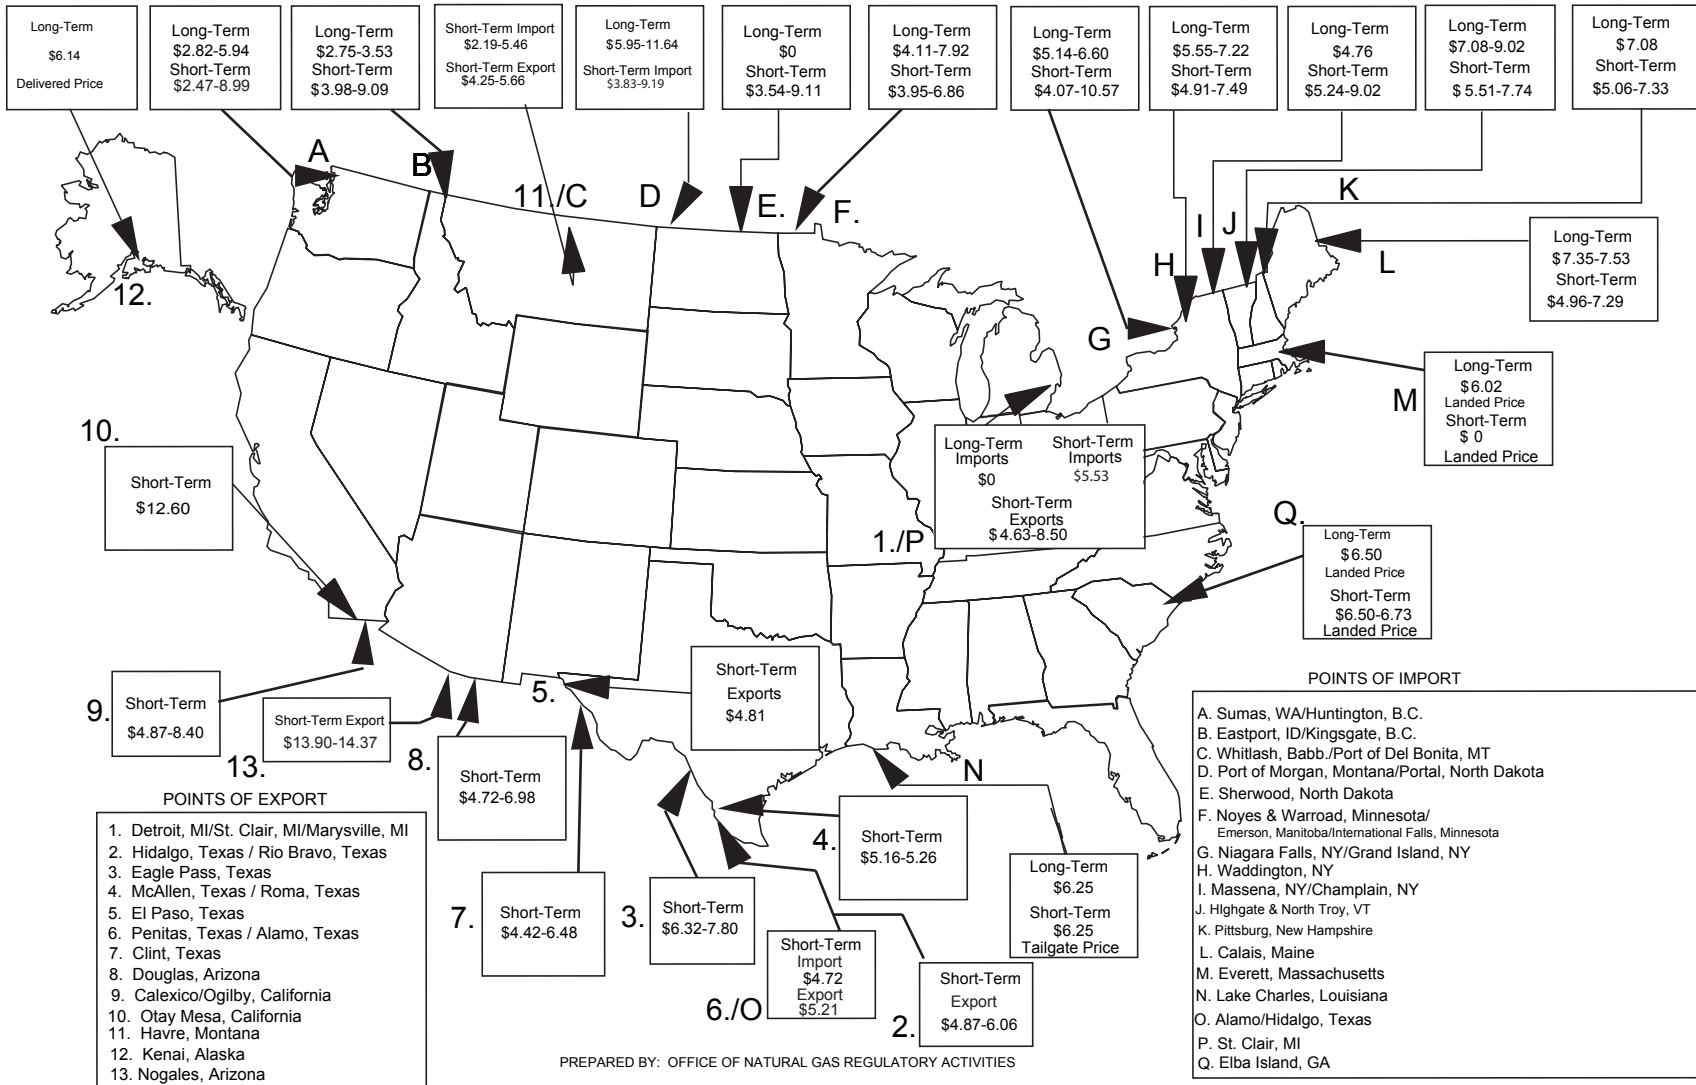 Long-Term
$6.14
Delivered Price
Long-Term
$2.82-5.94
Short-Term
$2.47-8.99
Long-Term
$2.75-3.53
Short-Term
$3.98-9.09
Short-Term Import
$2.19-5.46
Short-Term Export
$4.25-5.66
Long-Term
$5.95-11.64
Short-Term Import
$3.83-9.19
Long-Term
$0
Short-Term
$3.54-9.11
Long-Term
$4.11-7.92
Short-Term
$3.95-6.86
Long-Term
$5.14-6.60
Short-Term
$4.07-10.57
Long-Term
$5.55-7.22
Short-Term
$4.91-7.49
Long-Term
$4.76
Short-Term
$5.24-9.02
Long-Term
$7.08-9.02
Short-Term
$ 5.51-7.74
Long-Term
$7.08
Short-Term
$5.06-7.33
A
B
11./C
D
E.
F.
G
H
I
J
K
L
Long-Term
$7.35-7.53
Short-Term
$4.96-7.29
12.
M
Long-Term
$6.02
Landed Price
Short-Term
$ 0
Landed Price
10.
Short-Term
$12.60
Long-Term
Imports
$0
Short-Term
Imports
$5.53
Short-Term
Exports
$4.63-8.50
1./P
Q.
Long-Term
$6.50
Landed Price
Short-Term
$6.50-6.73
Landed Price
9.
Short-Term
$4.87-8.40
13.
Short-Term Export
$13.90-14.37
8.
Short-Term
$4.72-6.98
5.
Short-Term
Exports
$4.81
N
Long-Term
$6.25
Short-Term
$6.25
Tailgate Price
4.
Short-Term
$5.16-5.26
7.
Short-Term
$4.42-6.48
3.
Short-Term
$6.32-7.80
6./O
Short-Term
Import
$4.72
Export
$5.21
2.
Short-Term
Export
$4.87-6.06
POINTS OF EXPORT
1. Detroit, MI/St. Clair, MI/Marysville, MI
2. Hidalgo, Texas / Rio Bravo, Texas
3. Eagle Pass, Texas
4. McAllen, Texas / Roma, Texas
5. El Paso, Texas
6. Penitas, Texas / Alamo, Texas
7. Clint, Texas
8. Douglas, Arizona
9. Calexico/Ogilby, California
10. Otay Mesa, California
11. Havre, Montana
12. Kenai, Alaska
13. Nogales, Arizona
POINTS OF IMPORT
A. Sumas, WA/Huntington, B.C.
B. Eastport, ID/Kingsgate, B.C.
C. Whitlash, Babb./Port of Del Bonita, MT
D. Port of Morgan, Montana/Portal, North Dakota
E. Sherwood, North Dakota
F. Noyes & Warroad, Minnesota/
Emerson, Manitoba/International Falls, Minnesota
G. Niagara Falls, NY/Grand Island, NY
H. Waddington, NY
I. Massena, NY/Champlain, NY
J. HIghgate & North Troy, VT
K. Pittsburg, New Hampshire
L. Calais, Maine
M. Everett, Massachusetts
N. Lake Charles, Louisiana
O. Alamo/Hidalgo, Texas
P. St. Clair, MI
Q. Elba Island, GA
PREPARED BY: OFFICE OF NATURAL GAS REGULATORY ACTIVITIES